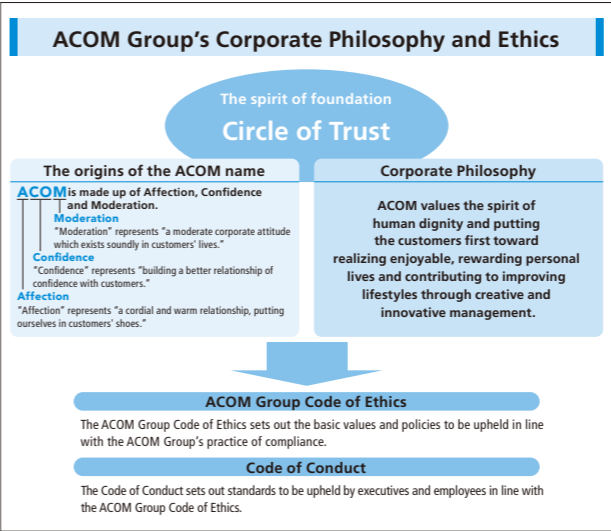 ACOM Group's Corporate Philosophy and Ethics
The spirit of foundation
Circle of Trust
The origins of the ACOM name
ACOM is made up of Affection, Confidence
and Moderation.
Moderation
"Moderation" represents "a moderate corporate attitude
which exists soundly in customers' lives."
Confidence
"Confidence" represents "building a better relationship of
confidence with customers."
Affection
"Affection" represents "a cordial and warm relationship, putting
ourselves in customers' shoes."
Corporate Philosophy
ACOM values the spirit of
human dignity and putting
the customers first toward
realizing enjoyable, rewarding personal
lives and contributing to improving
lifestyles through creative and
innovative management.
ACOM Group Code of Ethics
The ACOM Group Code of Ethics sets out the basic values and policies to be upheld in line
with the ACOM Group's practice of compliance.
Code of Conduct
The Code of Conduct sets out standards to be upheld by executives and employees in line with
the ACOM Group Code of Ethics.